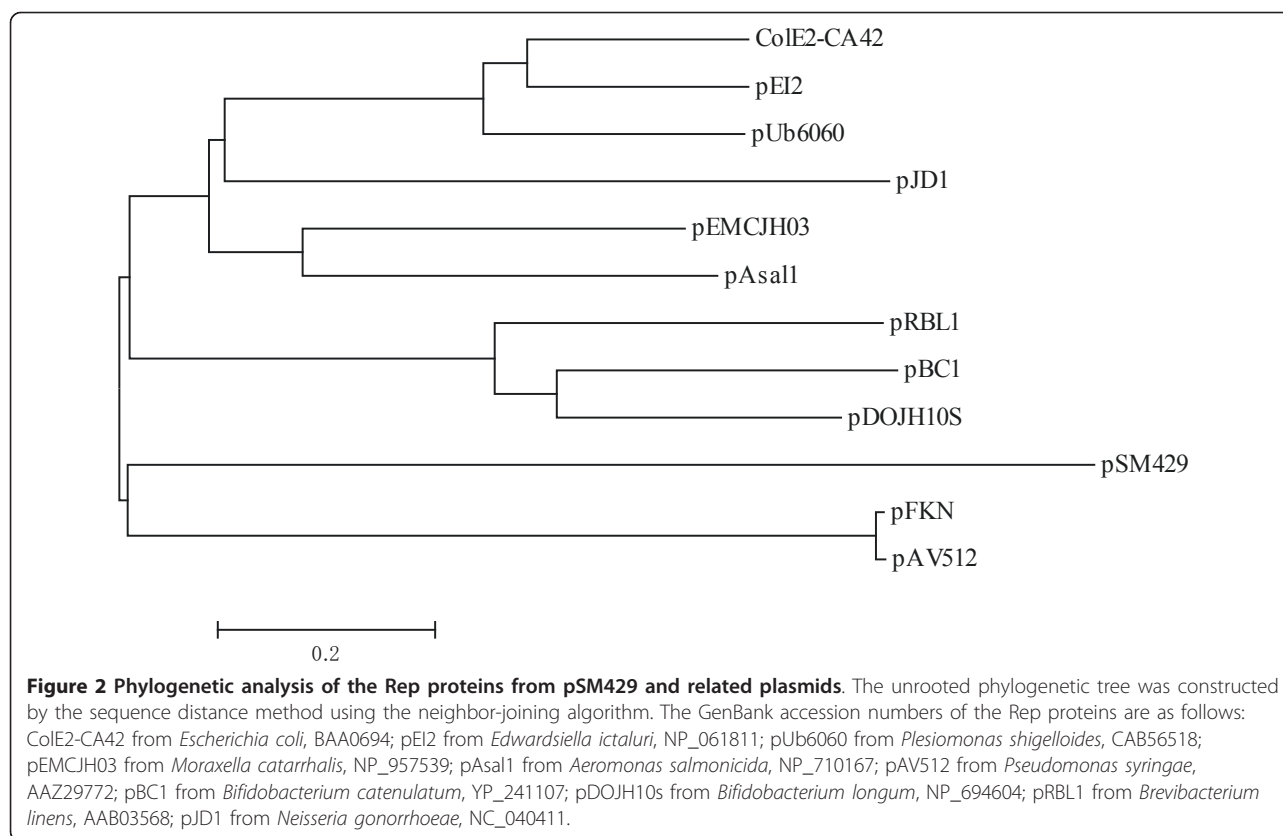 ColE2-CA42
pEI2
pUb6060
pJD1
pEMCJH03
pAsal1
pRBL1
pBC1
pDOJH10S
pSM429
pFKN
pAV512
0.2
Figure 2 Phylogenetic analysis of the Rep proteins from pSM429 and related plasmids. The unrooted phylogenetic tree was constructed
by the sequence distance method using the neighbor-joining algorithm. The GenBank accession numbers of the Rep proteins are as follows:
ColE2-CA42 from Escherichia coli, BAA0694; pEI2 from Edwardsiella ictaluri, NP_061811; pUb6060 from Plesiomonas shigelloides, CAB56518;
pEMCJH03 from Moraxella catarrhalis, NP_957539; pAsal1 from Aeromonas salmonicida, NP_710167; pAV512 from Pseudomonas syringae,
AAZ29772; pBC1 from Bifidobacterium catenulatum, YP_241107; pDOJH10s from Bifidobacterium longum, NP_694604; pRBL1 from Brevibacterium
linens, AAB03568; pJD1 from Neisseria gonorrhoeae, NC_040411.